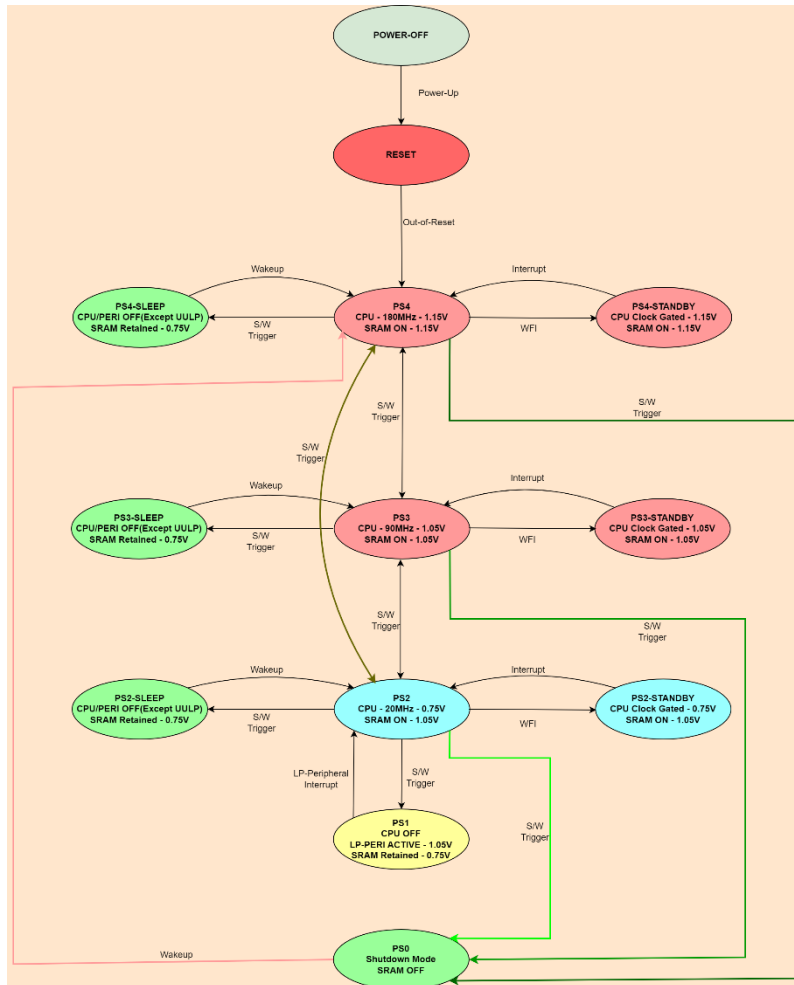 POWER-OFF
Power-Up
RESET
Out-of-Reset
Wakeup
Interrupt
PS4-SLEEP
CPU/PERI OFF(Except UULP)
SRAM Retained - 0.75V
S/W
Trigger
PS4
CPU - 180MHz - 1.15V
SRAM ON - 1.15V
WFI
PS4-STANDBY
CPU Clock Gated - 1.15V
SRAM ON - 1.15V
S/W
Trigger
S/W
Trigger
S/W
Trigger
Wakeup
Interrupt
PS3-SLEEP
CPU/PERI OFF(Except UULP)
SRAM Retained - 0.75V
S/W
Trigger
PS3
CPU - 90MHz - 1.05V
SRAM ON - 1.05V
WFI
PS3-STANDBY
CPU Clock Gated - 1.05V
SRAM ON - 1.05V
S/W
Trigger
S/W
Trigger
Wakeup
Interrupt
PS2-SLEEP
CPU/PERI OFF(Except UULP)
SRAM Retained - 0.75V
S/W
Trigger
PS2
CPU - 20MHz - 0.75V
SRAM ON - 1.05V
WFI
PS2-STANDBY
CPU Clock Gated - 0.75V
SRAM ON - 1.05V
LP-Peripheral
Interrupt
S/W
Trigger
S/W
Trigger
PS1
CPU OFF
LP-PERI ACTIVE - 1.05V
SRAM Retained - 0.75V
Wakeup
PS0
Shutdown Mode
SRAM OFF